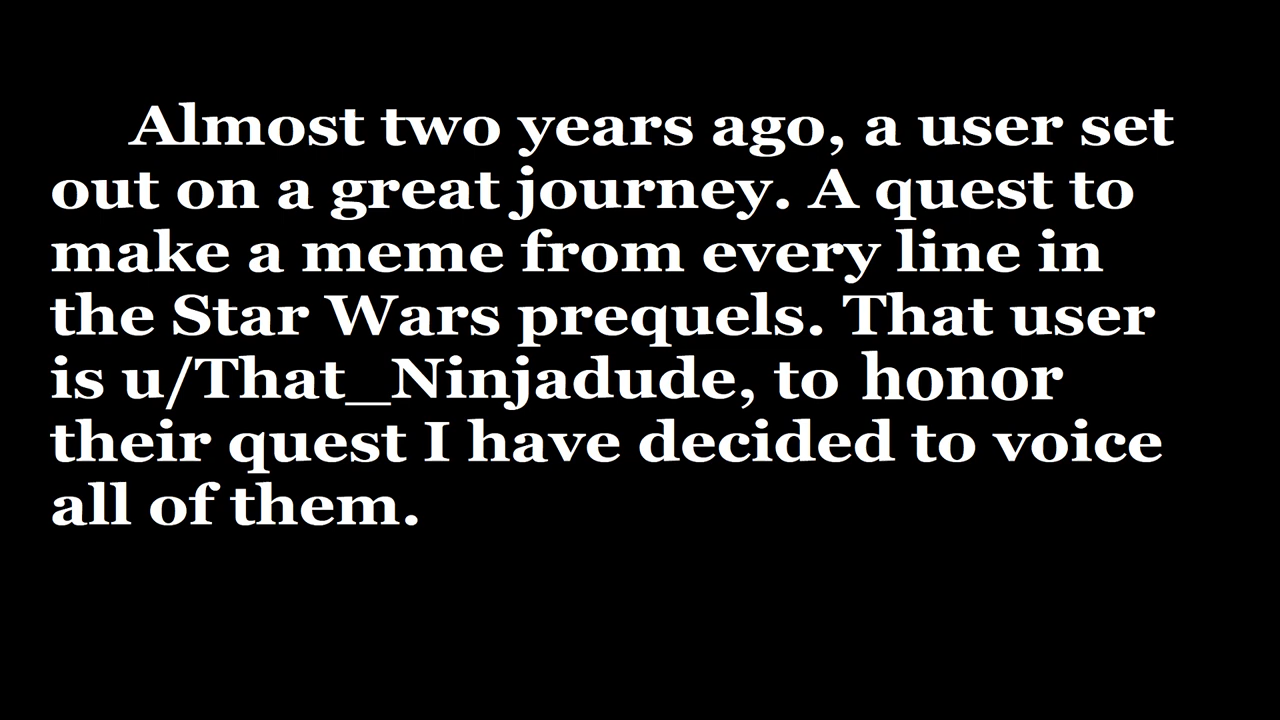 Almost two years ago, a user set
out on a great journey. A quest to
make a meme from every line in
the Star Wars prequels. That user
is u/That_Ninjadude, to honor
their quest I have decided to voice
all of them.